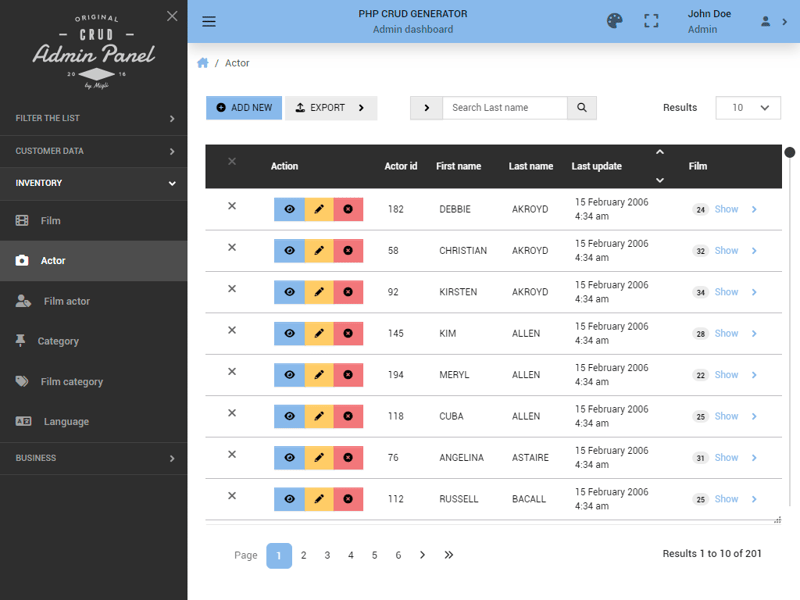 ORIGINAL
CRUD
Admin Panel
20 18
by Migli
FILTER THE LIST
CUSTOMER DATA
INVENTORY
Film
Actor
Film actor
Category
Film category
Language
BUSINESS
PHP CRUD GENERATOR
Admin dashboard
John Doe
Admin
/ Actor
ADD NEW
EXPORT
Search Last name
Results
10
Action Actor id First name Last name Last update Film
182 DEBBIE AKROYD 15 February 2006 4:34 am 24 Show
58 CHRISTIAN AKROYD 15 February 2006 4:34 am 32 Show
92 KIRSTEN AKROYD 15 February 2006 4:34 am 34 Show
145 KIM ALLEN 15 February 2006 4:34 am 28 Show
194 MERYL ALLEN 15 February 2006 4:34 am 22 Show
118 CUBA ALLEN 15 February 2006 4:34 am 25 Show
76 ANGELINA ASTAIRE 15 February 2006 4:34 am 31 Show
112 RUSSELL BACALL 15 February 2006 4:34 am 25 Show
Page 1 2 3 4 5 6
Results 1 to 10 of 201